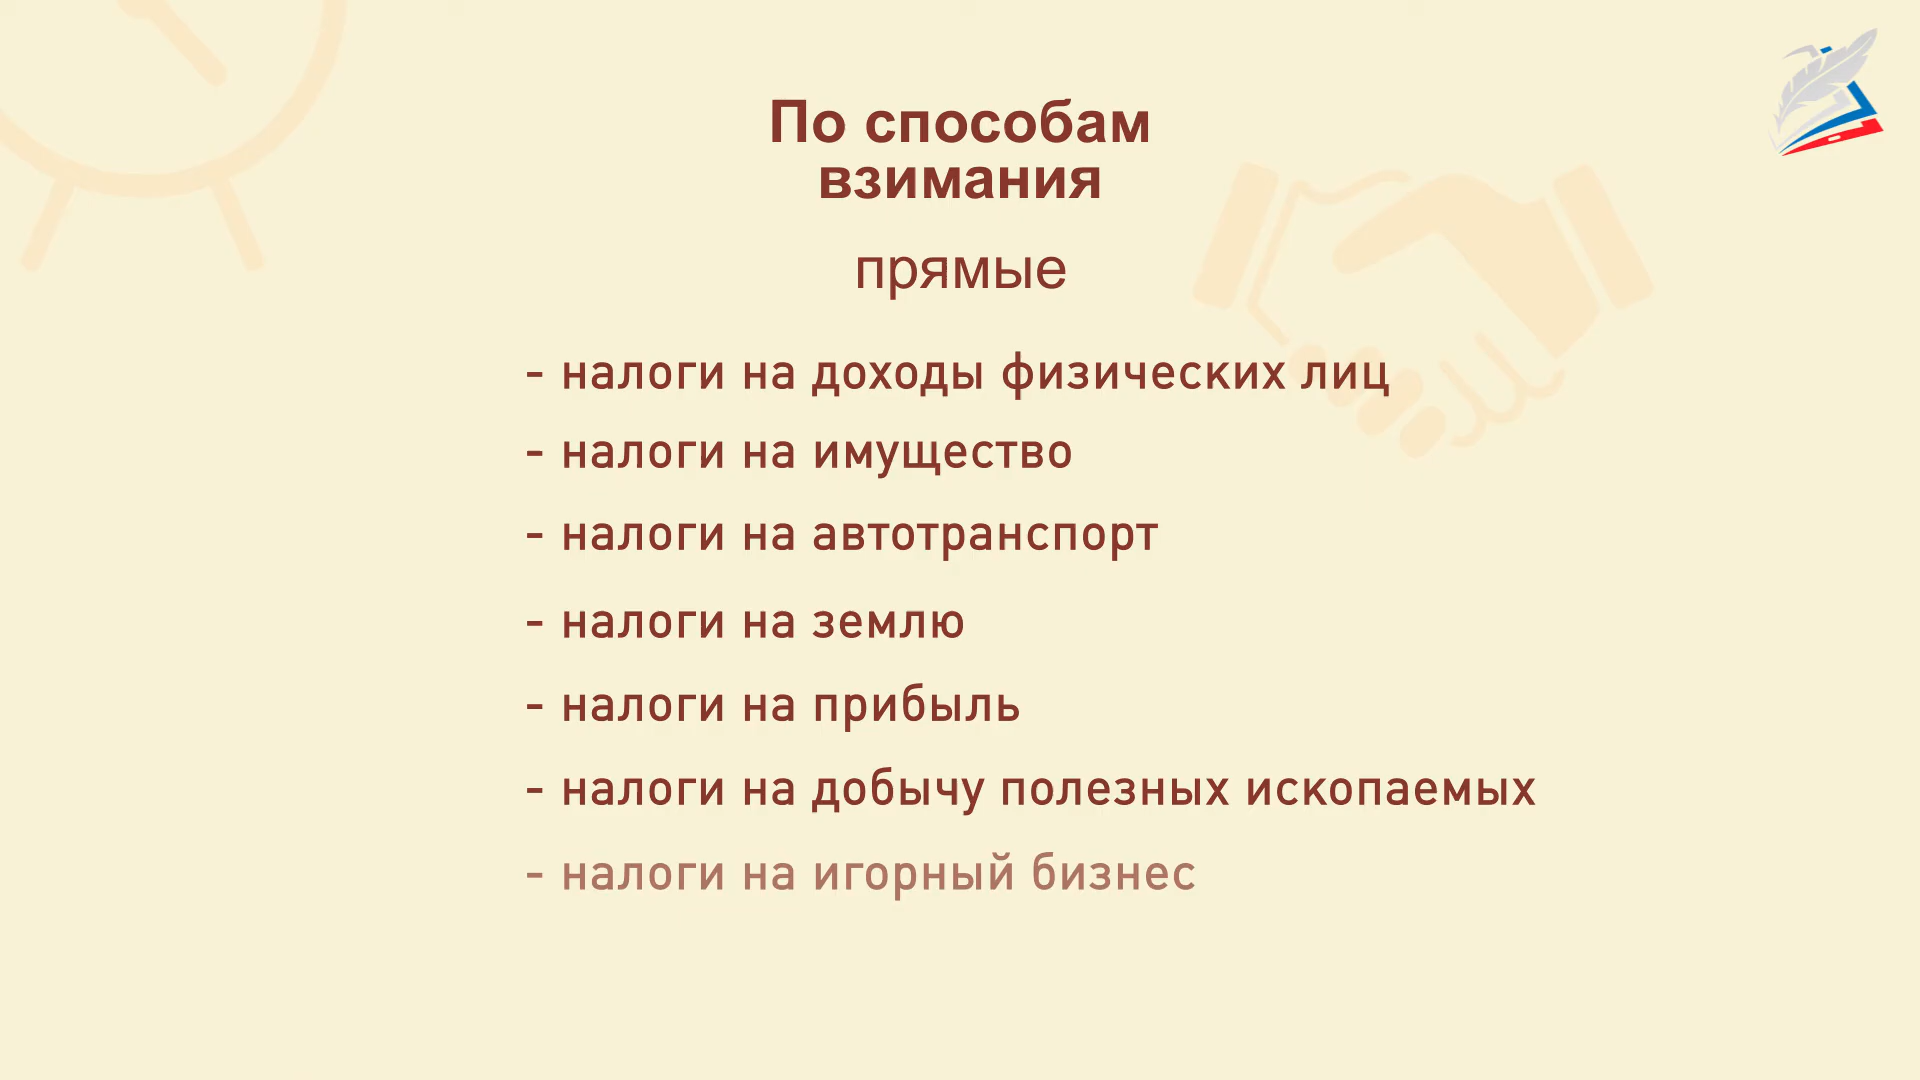 По способам
взимания
прямые
- налоги на доходы физических лиц
- налоги на имущество
- налоги на автотранспорт
- налоги на землю
- налоги на прибыль
- налоги на добычу полезных ископаемых
- налоги на игорный бизнес